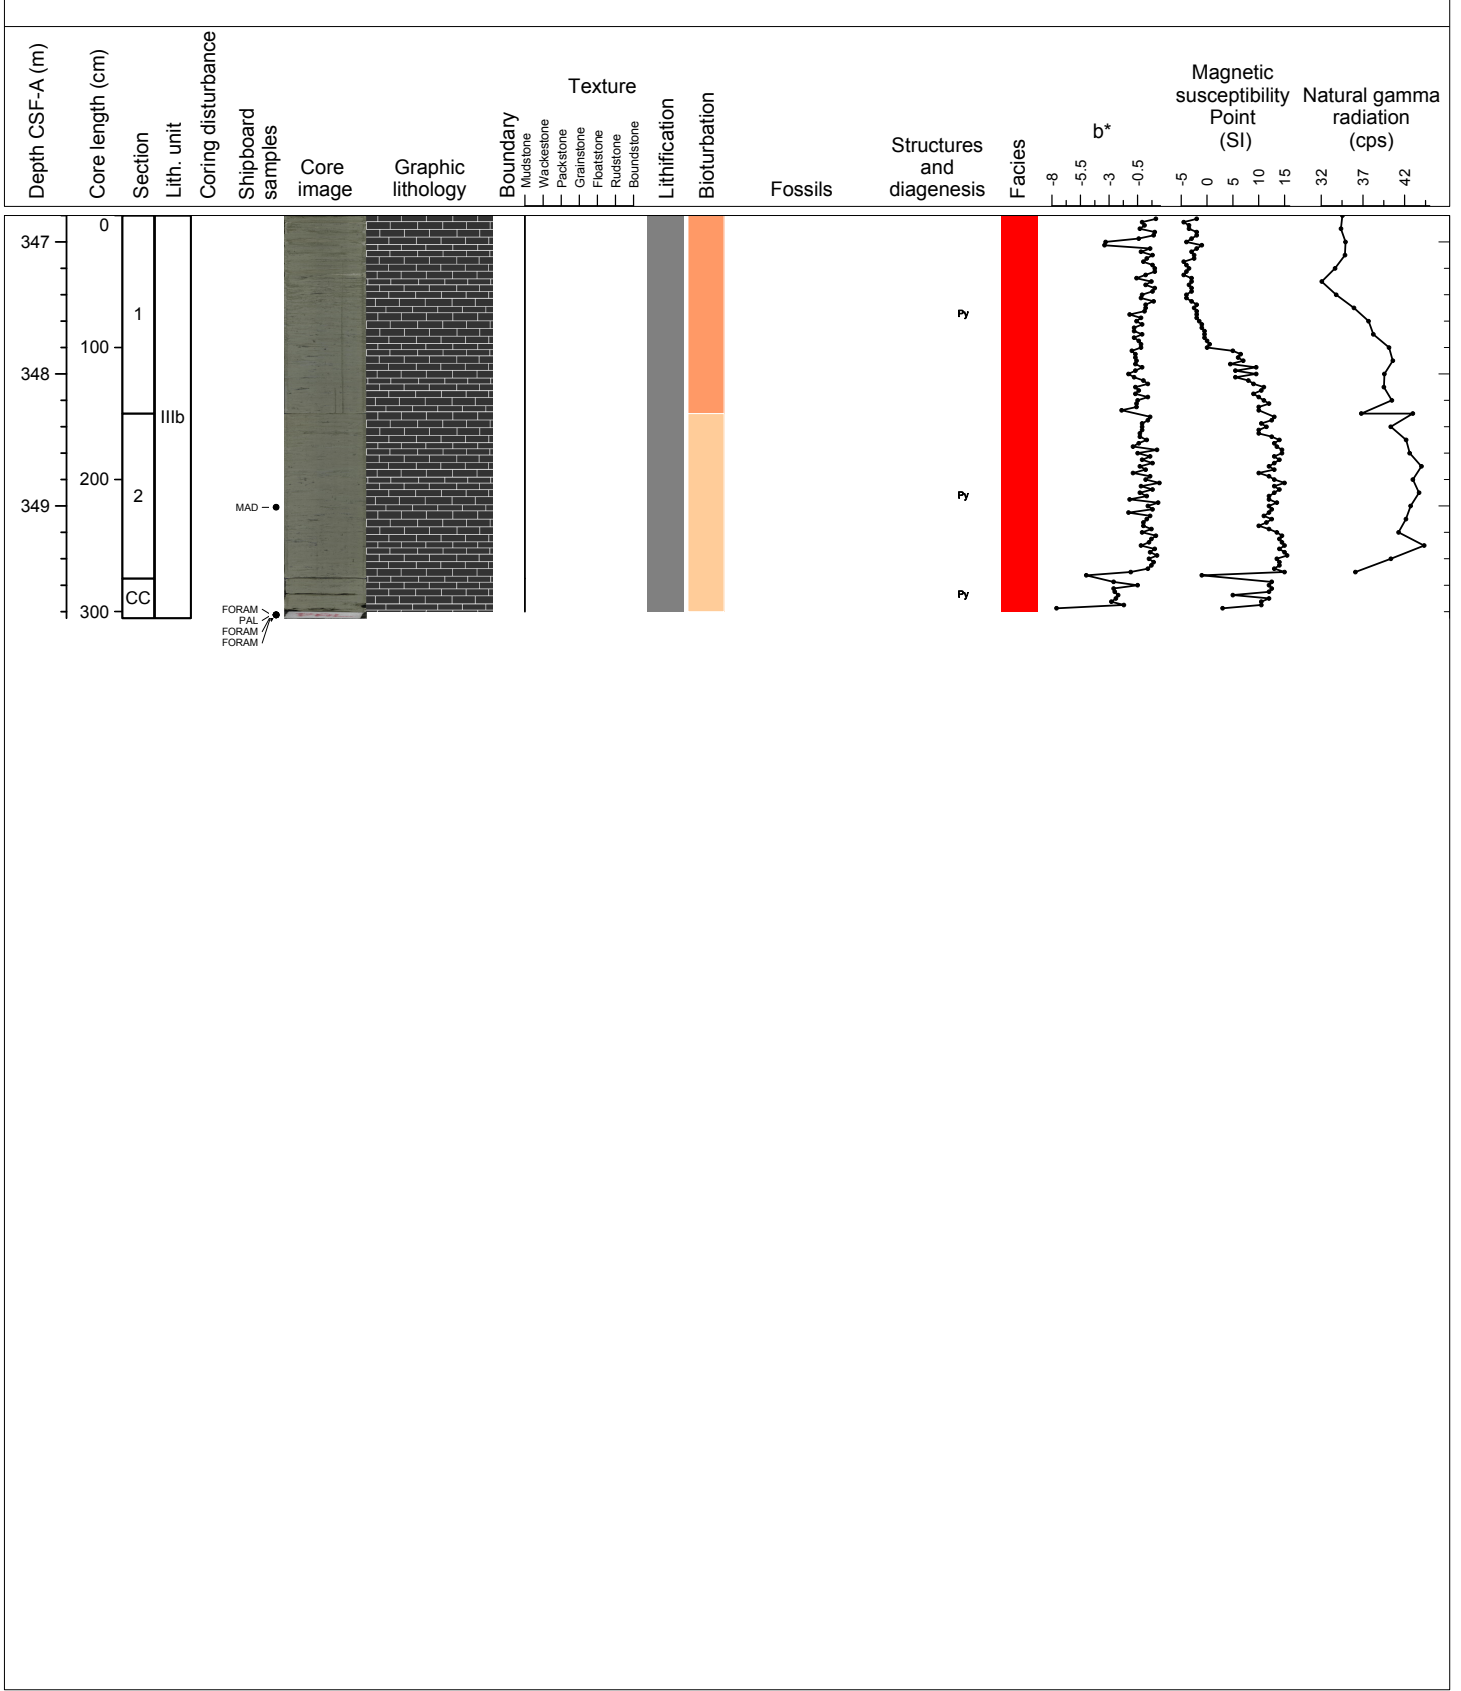 Depth CSF-A (m)
Core length (cm)
Section
Lith. unit
Coring disturbance
Shipboard
samples
Core
image
Graphic
lithology
Boundary
Texture
Mudstone
Wackestone
Packstone
Grainstone
Floatstone
Rudstone
Boundstone
Lithification
Bioturbation
Fossils
Structures
and
diagenesis
Facies
b*
-8 -5.5 -3 -0.5
Magnetic
susceptibility
Point
(SI)
-5 0 5 10 15
Natural gamma
radiation
(cps)
32 37 42
0
347
1
Py
100
348
IIIb
200
2
Py
349
MAD
CC
Py
300
FORAM
PAL
FORAM
FORAM